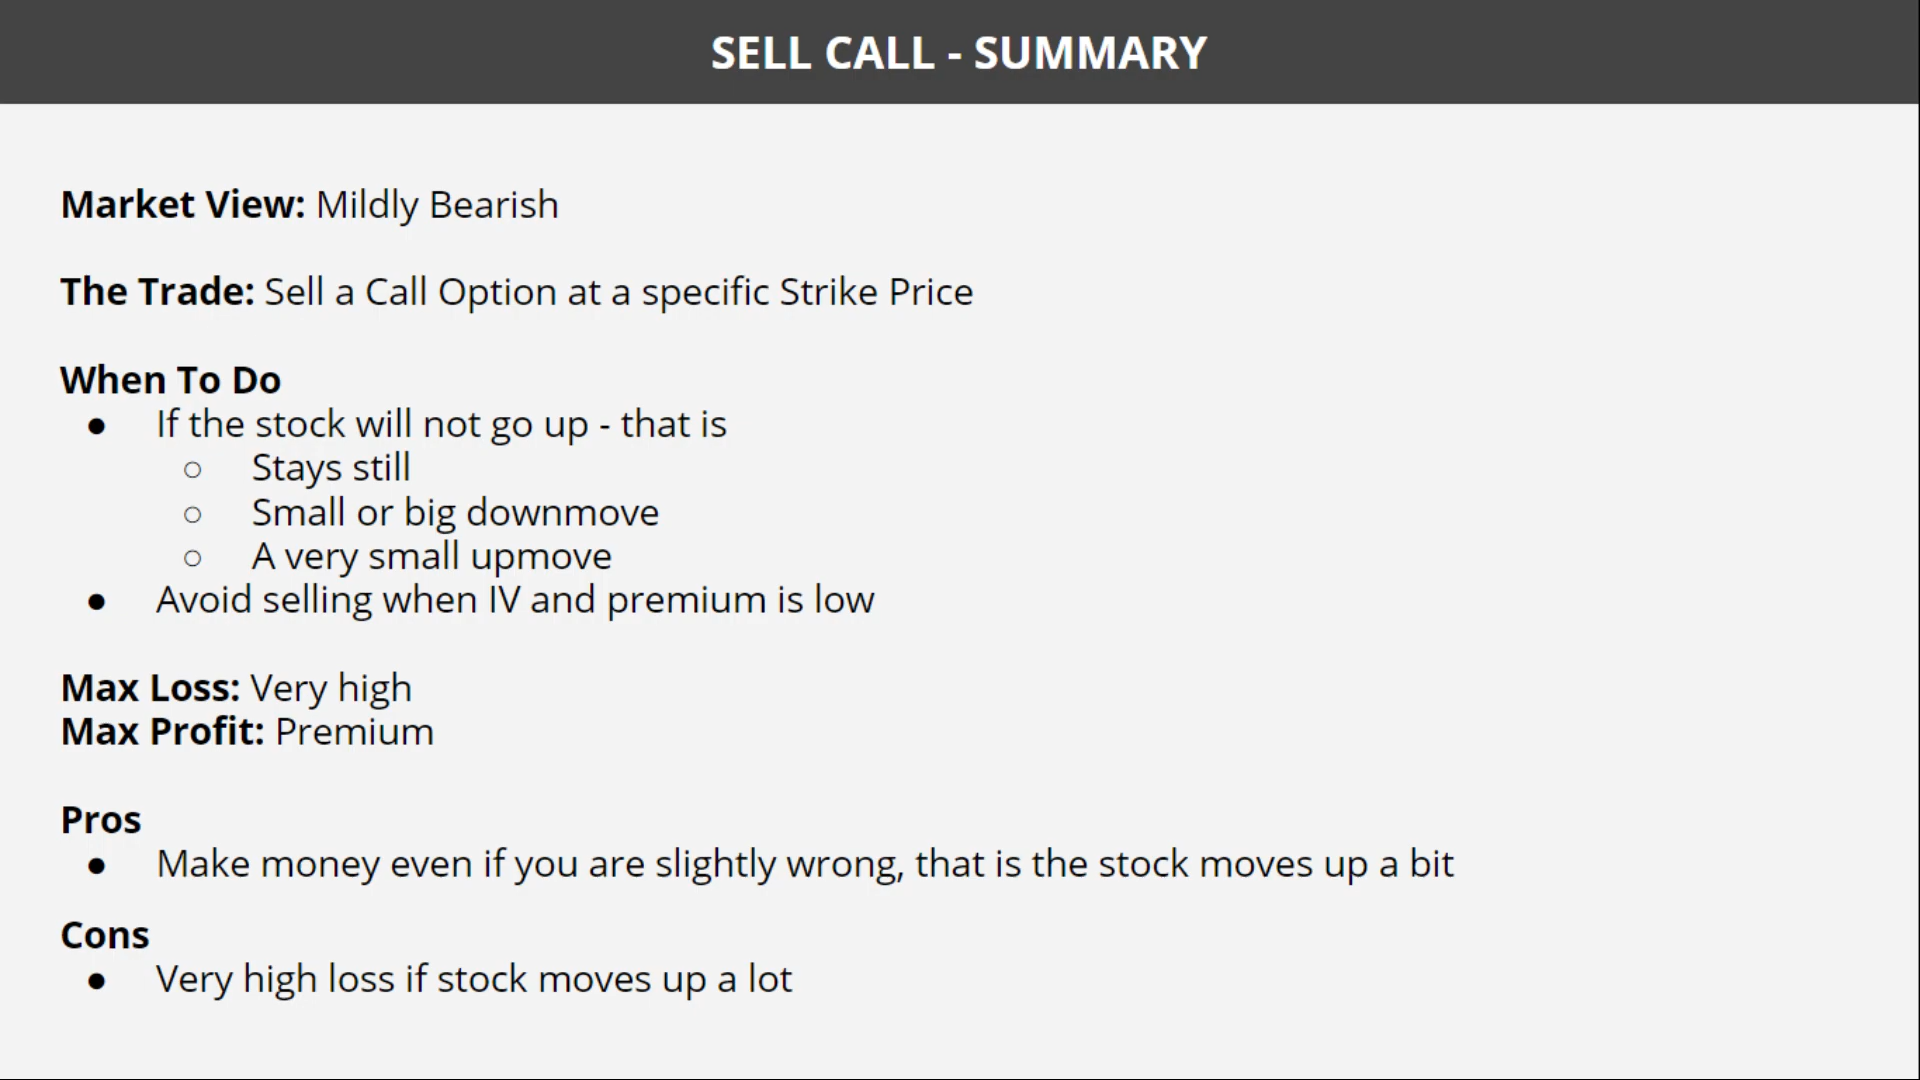 SELL CALL - SUMMARY
Market View: Mildly Bearish
The Trade: Sell a Call Option at a specific Strike Price
When To Do
● If the stock will not go up - that is
○ Stays still
○ Small or big downmove
○ A very small upmove
● Avoid selling when IV and premium is low
Max Loss: Very high
Max Profit: Premium
Pros
● Make money even if you are slightly wrong, that is the stock moves up a bit
Cons
● Very high loss if stock moves up a lot